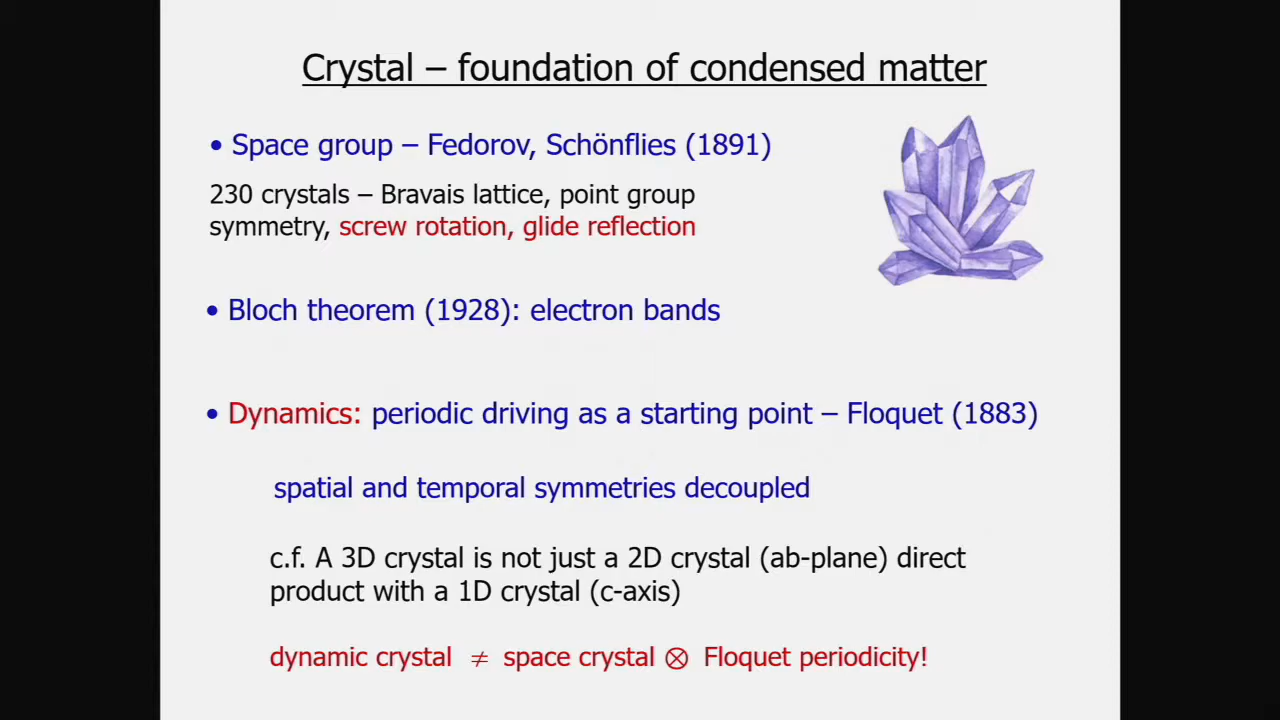 Crystal – foundation of condensed matter
• Space group – Fedorov, Schönflies (1891)
230 crystals – Bravais lattice, point group
symmetry, screw rotation, glide reflection
• Bloch theorem (1928): electron bands
• Dynamics: periodic driving as a starting point – Floquet (1883)
spatial and temporal symmetries decoupled
c.f. A 3D crystal is not just a 2D crystal (ab-plane) direct
product with a 1D crystal (c-axis)
dynamic crystal ≠ space crystal ⊗ Floquet periodicity!